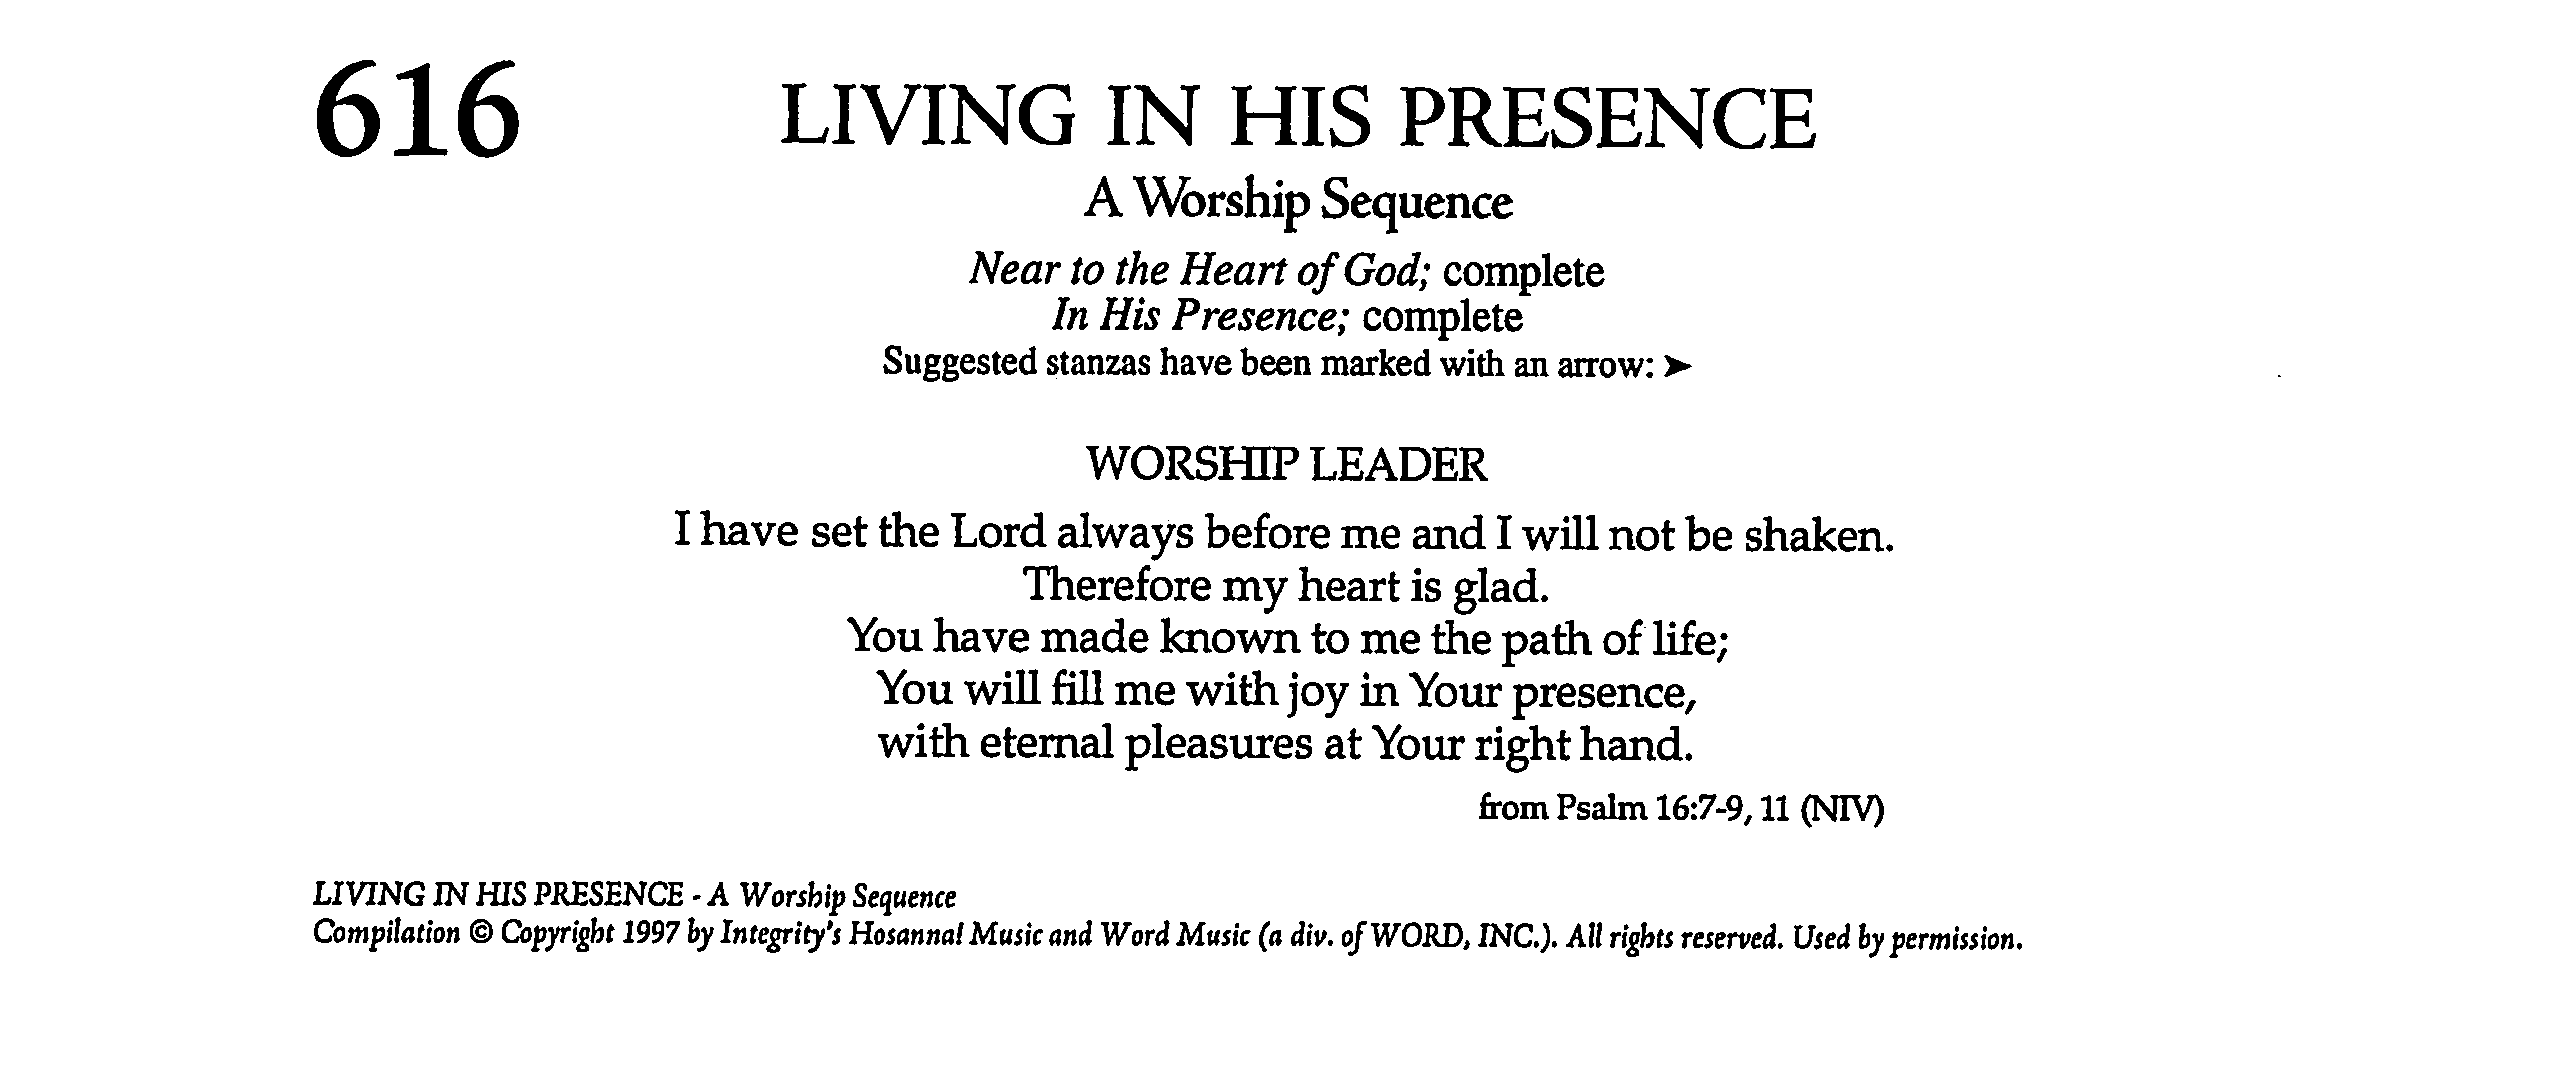 616
LIVING IN HIS PRESENCE
A Worship Sequence
Near to the Heart of God; complete
In His Presence; complete
Suggested stanzas have been marked with an arrow: ➤
WORSHIP LEADER
I have set the Lord always before me and I will not be shaken.
Therefore my heart is glad.
You have made known to me the path of life;
You will fill me with joy in Your presence,
with eternal pleasures at Your right hand.
from Psalm 16:7-9, 11 (NIV)
LIVING IN HIS PRESENCE - A Worship Sequence
Compilation © Copyright 1997 by Integrity's Hosanna! Music and Word Music (a div. of WORD, INC.). All rights reserved. Used by permission.